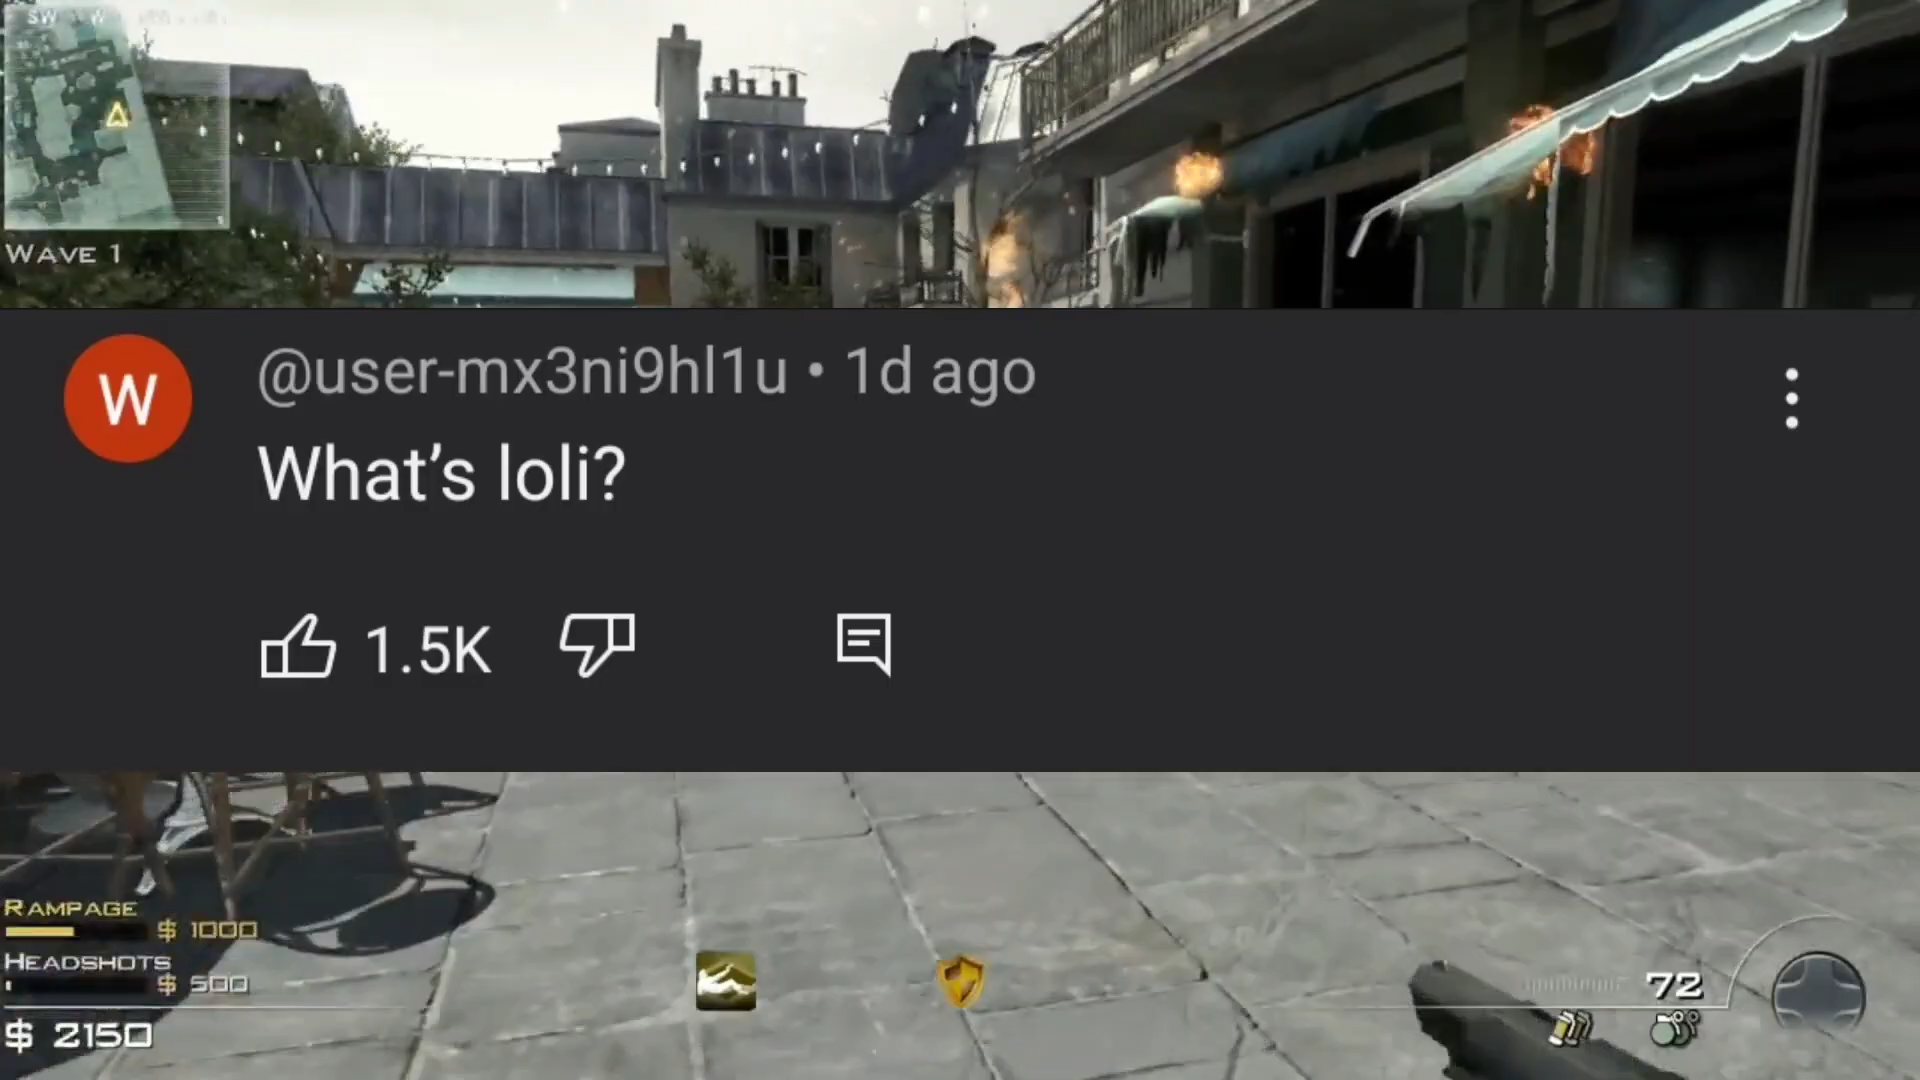 WAVE 1
W
@user-mx3ni9hl1u • 1d ago
What's loli?
1.5K
RAMPAGE
$ 1000
HEADSHOTS
$ 500
$ 2150
72